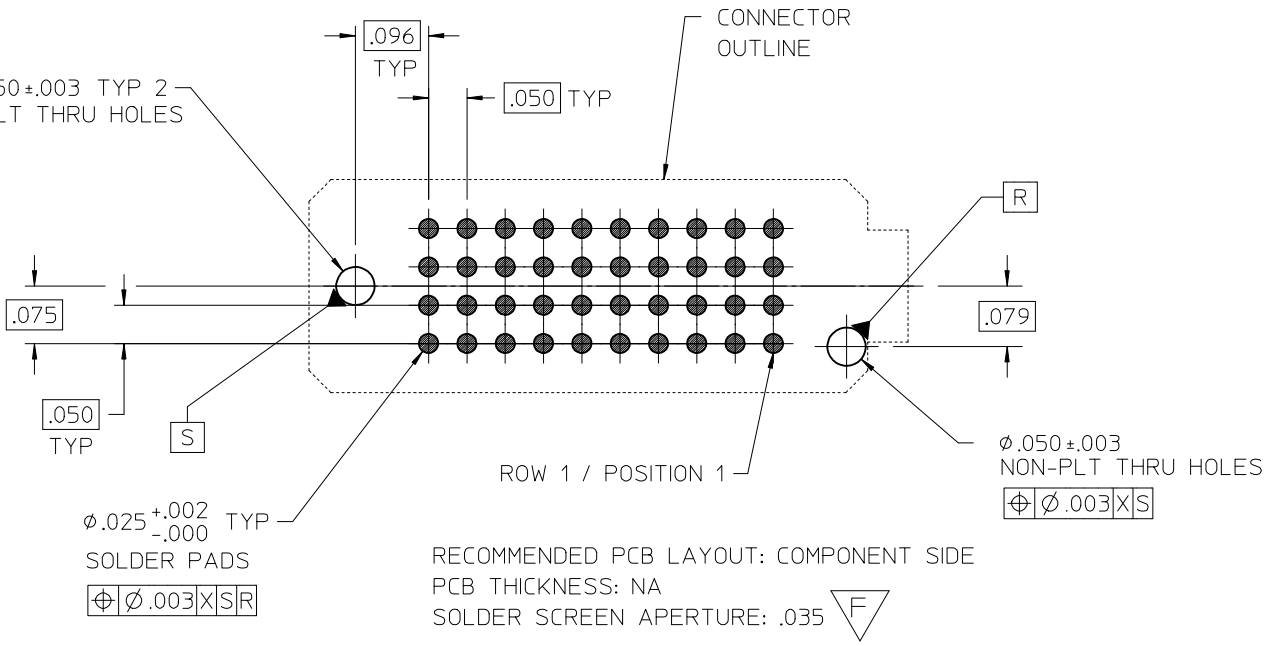 .096
TYP
CONNECTOR
OUTLINE
50±.003 TYP 2
LT THRU HOLES
.050 TYP
R
.075
.079
.050
TYP
S
ROW 1 / POSITION 1
ø.050±.003
NON-PLT THRU HOLES
⌖ Ø.003 X S
ø.025 +.002 -.000 TYP
SOLDER PADS
⌖ Ø.003 X S R
RECOMMENDED PCB LAYOUT: COMPONENT SIDE
PCB THICKNESS: NA
SOLDER SCREEN APERTURE: .035 F